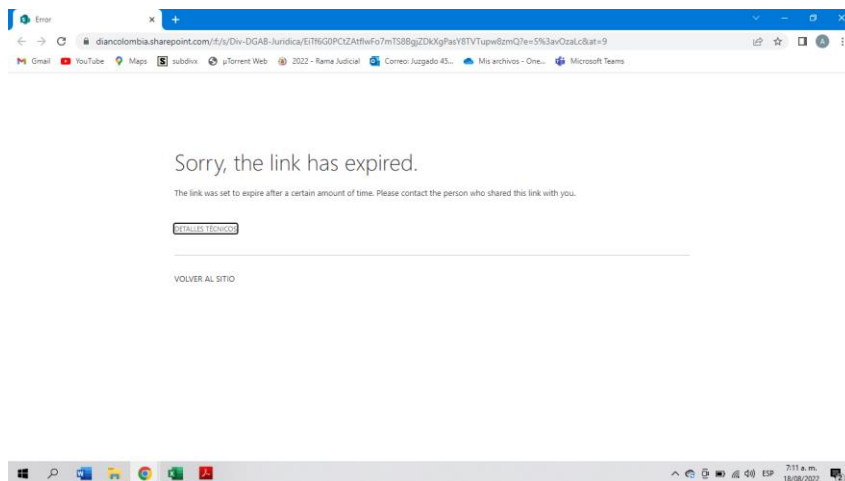 Error
diancolombia.sharepoint.com/:f:/s/Div-DGAB-Juridica/EiTf6G0PCtZAtflwFo7mTS8BgjZDkXgPasY8TVTupw8zmQ?e=5%3avOzaLc&at=9
Gmail YouTube Maps subdivx µTorrent Web 2022 - Rama Judicial Correo: Juzgado 45... Mis archivos - One... Microsoft Teams
Sorry, the link has expired.
The link was set to expire after a certain amount of time. Please contact the person who shared this link with you.
DETALLES TÉCNICOS
VOLVER AL SITIO
ESP 7:11 a. m.
18/08/2022